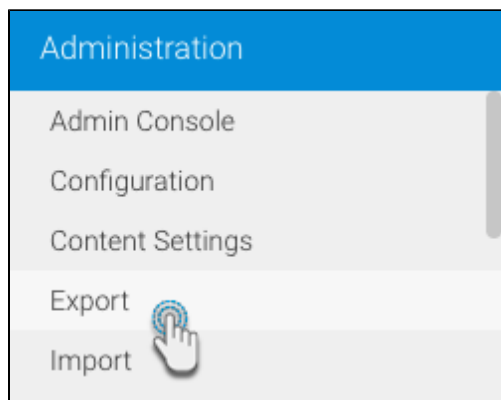 Administration
Admin Console
Configuration
Content Settings
Export
Import